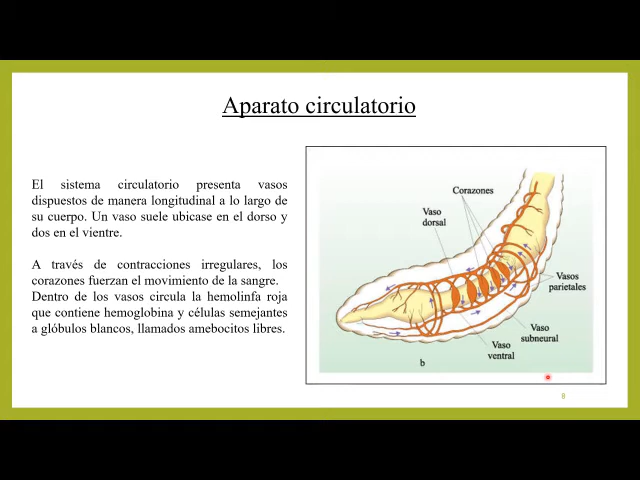 Aparato circulatorio
El sistema circulatorio presenta vasos
dispuestos de manera longitudinal a lo largo de
su cuerpo. Un vaso suele ubicase en el dorso y
dos en el vientre.
A través de contracciones irregulares, los
corazones fuerzan el movimiento de la sangre.
Dentro de los vasos circula la hemolinfa roja
que contiene hemoglobina y células semejantes
a glóbulos blancos, llamados amebocitos libres.
Corazones
Vaso
dorsal
Vasos
parietales
Vaso
subneural
Vaso
ventral
b
8